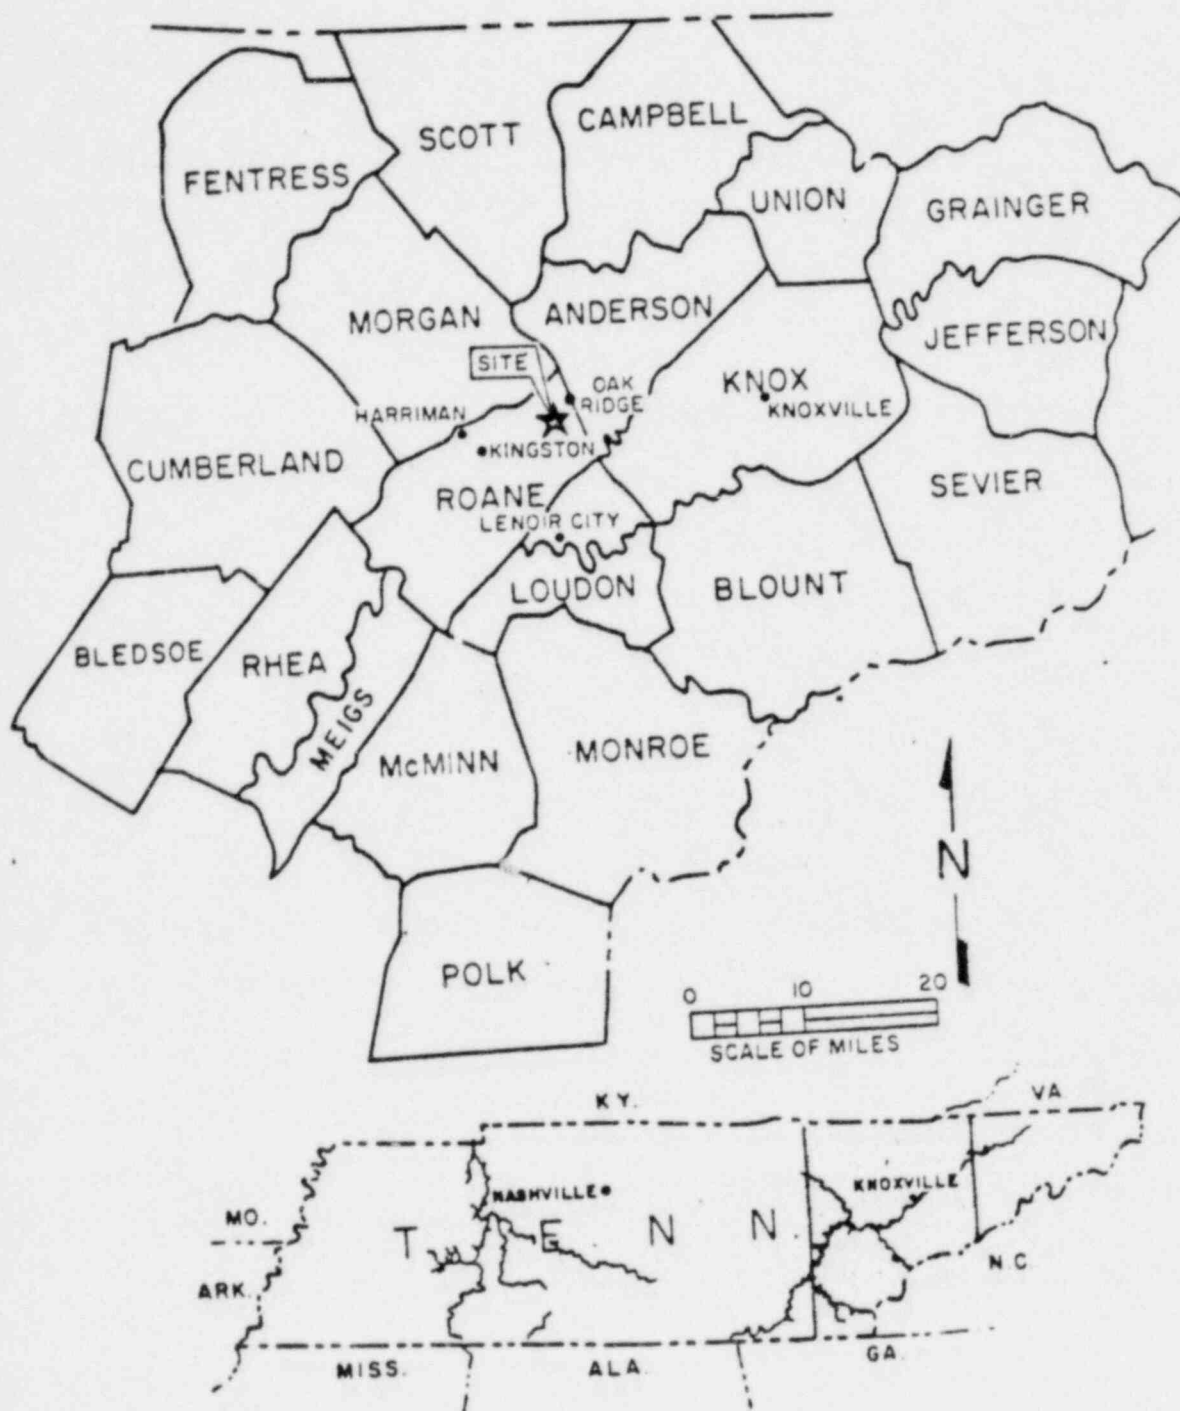 SCOTT
CAMPBELL
FENTRESS
UNION
GRAINGER
MORGAN
ANDERSON
JEFFERSON
SITE
OAK
RIDGE
KNOX
KNOXVILLE
HARRIMAN
KINGSTON
CUMBERLAND
ROANE
SEVIER
LENOIR CITY
LOUDON
BLOUNT
BLEDSOE
RHEA
MEIGS
McMINN
MONROE
N
POLK
0 10 20
SCALE OF MILES
KY.
VA
NASHVILLE
KNOXVILLE
MO.
T E N N
ARK.
N.C.
MISS.
ALA.
GA.